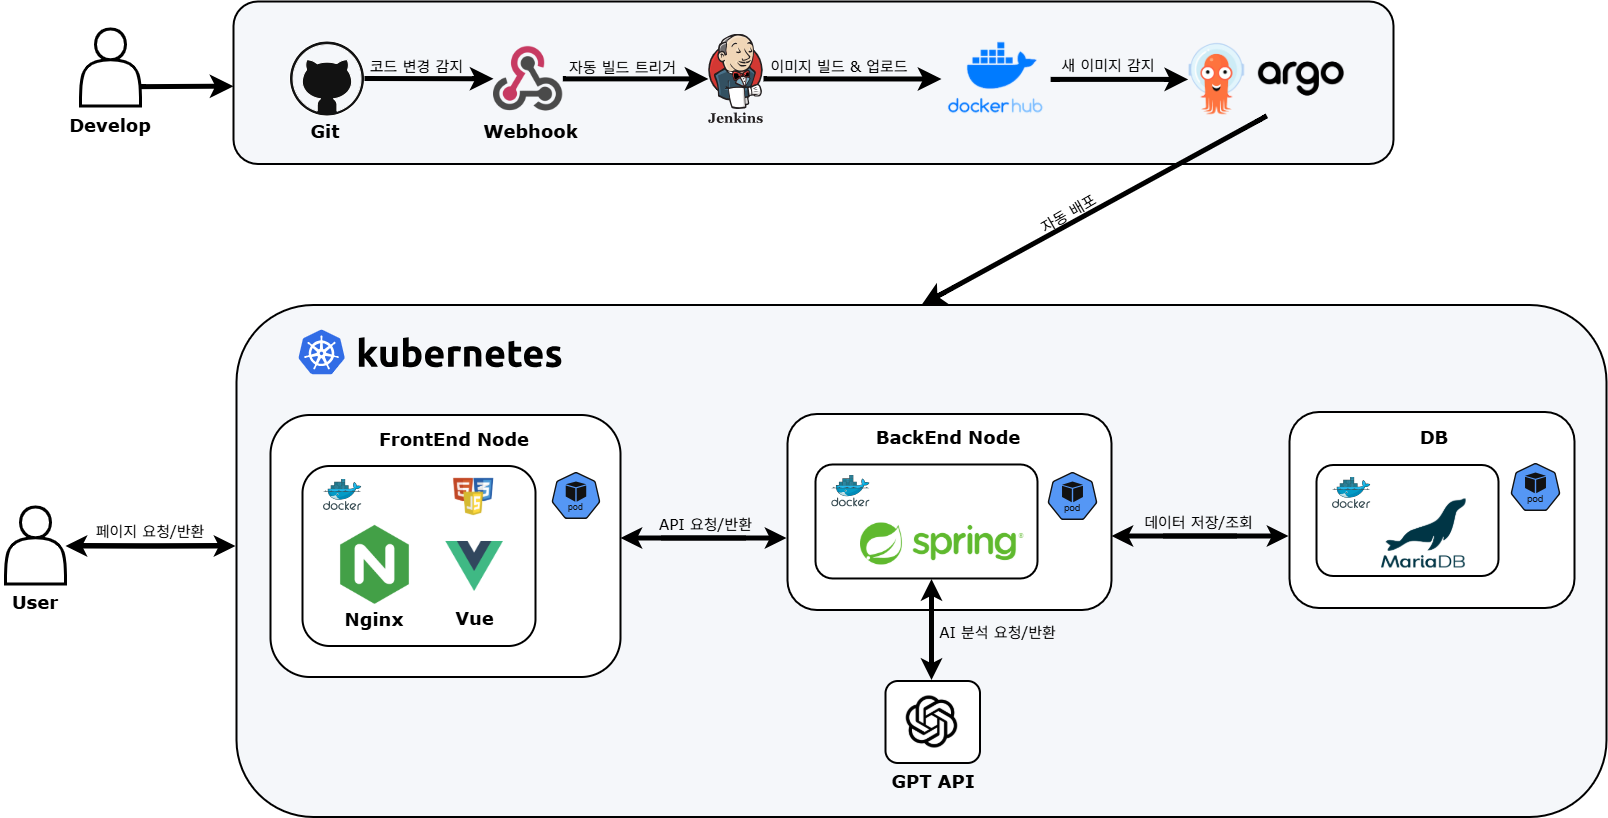 Develop
코드 변경 감지
자동 빌드 트리거
이미지 빌드 & 업로드
새 이미지 감지
Git
Webhook
Jenkins
docker hub
argo
자동 배포
kubernetes
FrontEnd Node
docker
5 3
JS
pod
Nginx
Vue
페이지 요청/반환
User
API 요청/반환
BackEnd Node
docker
pod
spring
AI 분석 요청/반환
GPT API
데이터 저장/조회
DB
docker
pod
MariaDB